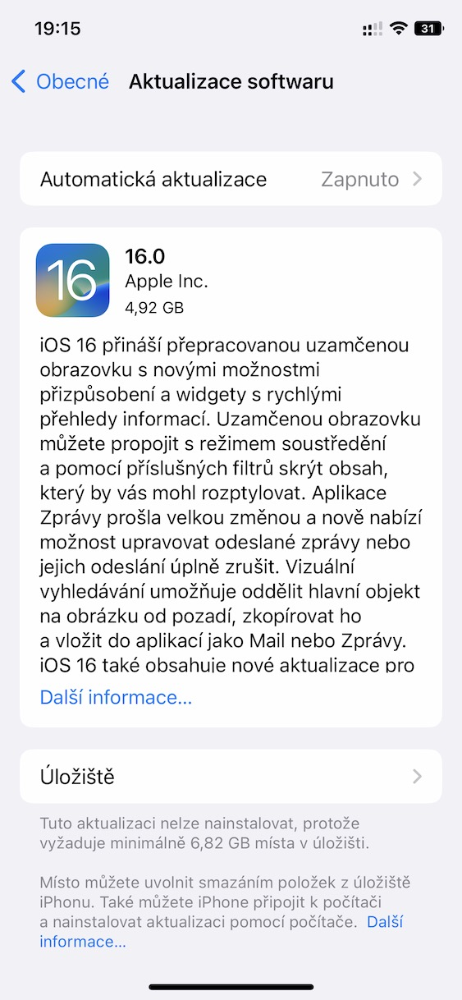 19:15
31
Obecné Aktualizace softwaru
Automatická aktualizace Zapnuto
16
16.0
Apple Inc.
4,92 GB
iOS 16 přináší přepracovanou uzamčenou
obrazovku s novými možnostmi
přizpůsobení a widgety s rychlými
přehledy informací. Uzamčenou obrazovku
můžete propojit s režimem soustředění
a pomocí příslušných filtrů skrýt obsah,
který by vás mohl rozptylovat. Aplikace
Zprávy prošla velkou změnou a nově nabízí
možnost upravovat odeslané zprávy nebo
jejich odeslání úplně zrušit. Vizuální
vyhledávání umožňuje oddělit hlavní objekt
na obrázku od pozadí, zkopírovat ho
a vložit do aplikací jako Mail nebo Zprávy.
iOS 16 také obsahuje nové aktualizace pro
Další informace...
Úložiště
Tuto aktualizaci nelze nainstalovat, protože
vyžaduje minimálně 6,82 GB místa v úložišti.
Místo můžete uvolnit smazáním položek z úložiště
iPhonu. Také můžete iPhone připojit k počítači
a nainstalovat aktualizaci pomocí počítače. Další
informace...